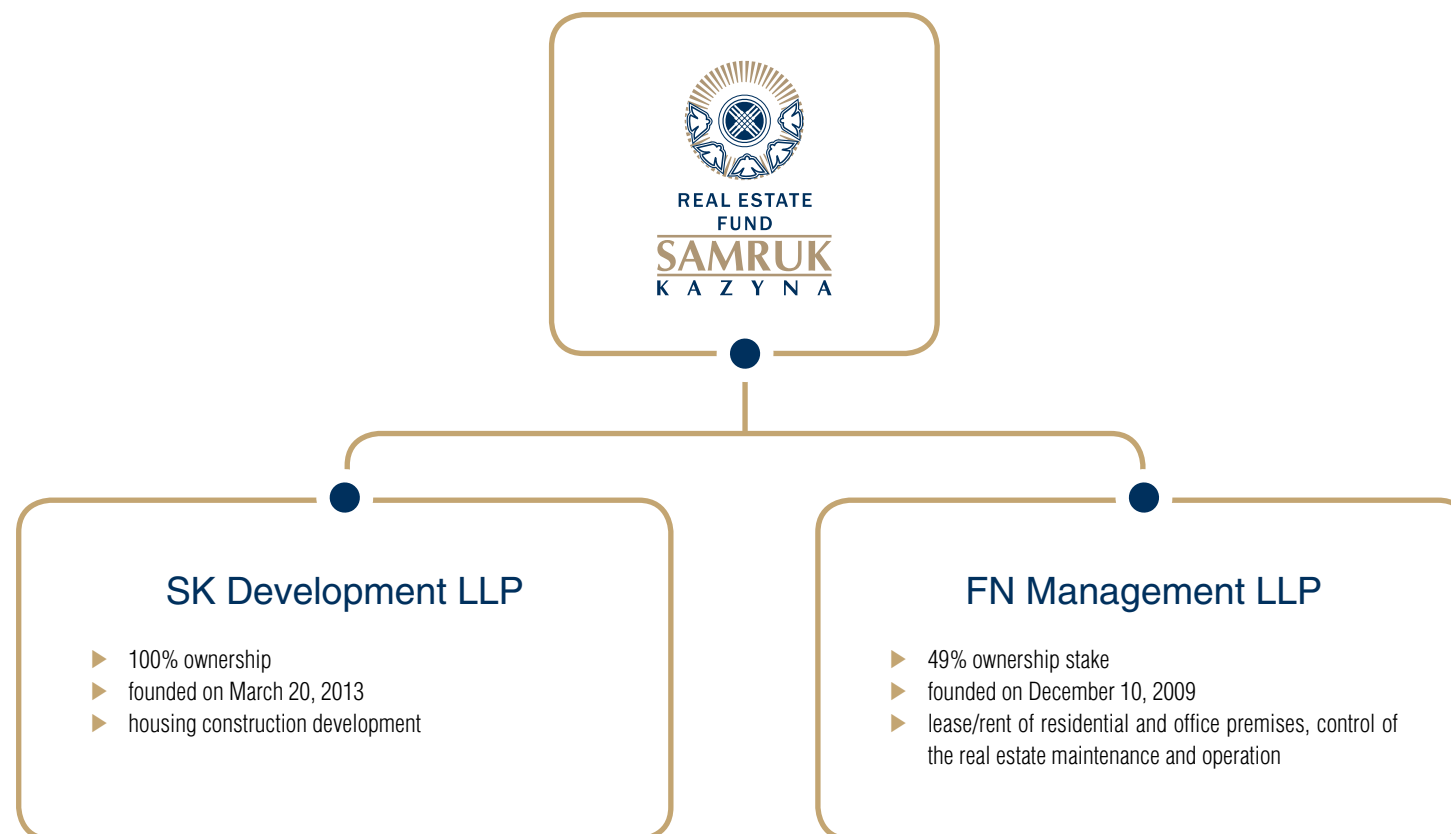 REAL ESTATE
FUND
SAMRUK
KAZYNA
SK Development LLP
100% ownership
founded on March 20, 2013
housing construction development
FN Management LLP
49% ownership stake
founded on December 10, 2009
lease/rent of residential and office premises, control of
the real estate maintenance and operation